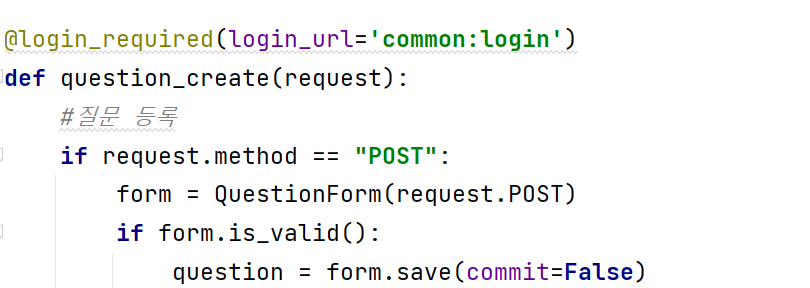 @login_required(login_url='common:login')
def question_create(request):
    #질문 등록
    if request.method == "POST":
        form = QuestionForm(request.POST)
        if form.is_valid():
            question = form.save(commit=False)